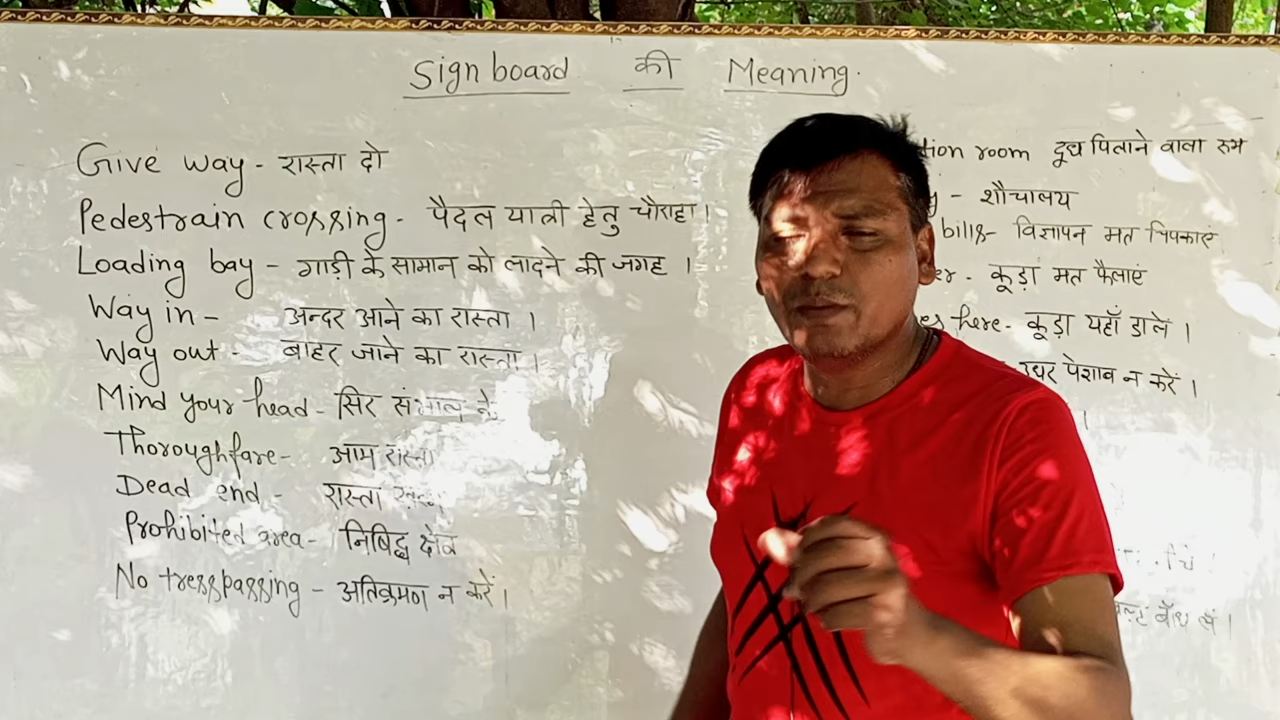 Sign board की Meaning.
Give way - रास्ता दो
Pedestrain crossing - पैदल यात्री हेतु चौराहा।
Loading bay - गाड़ी के सामान को लादने की जगह ।
Way in - अन्दर आने का रास्ता ।
Way out - बाहर जाने का रास्ता ।
Mind your head - सिर संभाल ले
Thoroughfare - आम रास्ता
Dead end - रास्ता
Prohibited area - निषिद्ध क्षेत्र
No tresspassing - अतिक्रमण न करें।
tion room दूध पिलाने वाला रूम
y - शौचालय
bills - विज्ञापन मत चिपकाएं
er - कूड़ा मत फैलाएं
es here - कूड़ा यहाँ डालें ।
पेशाब न करें ।
बाँध लें ।